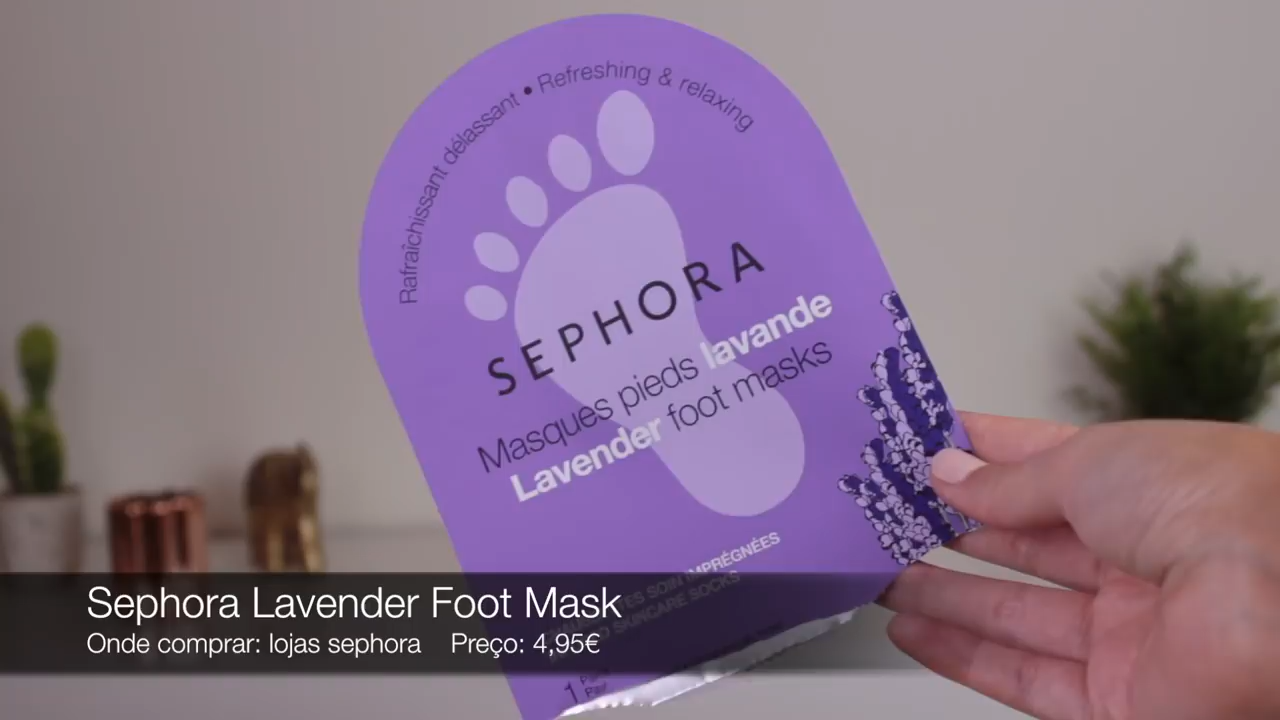 Rafraîchissant délassant • Refreshing & relaxing
SEPHORA
Masques pieds lavande
Lavender foot masks
SOIN IMPRÉGNÉES
SKINCARE SOCKS
1
Sephora Lavender Foot Mask
Onde comprar: lojas sephora Preço: 4,95€